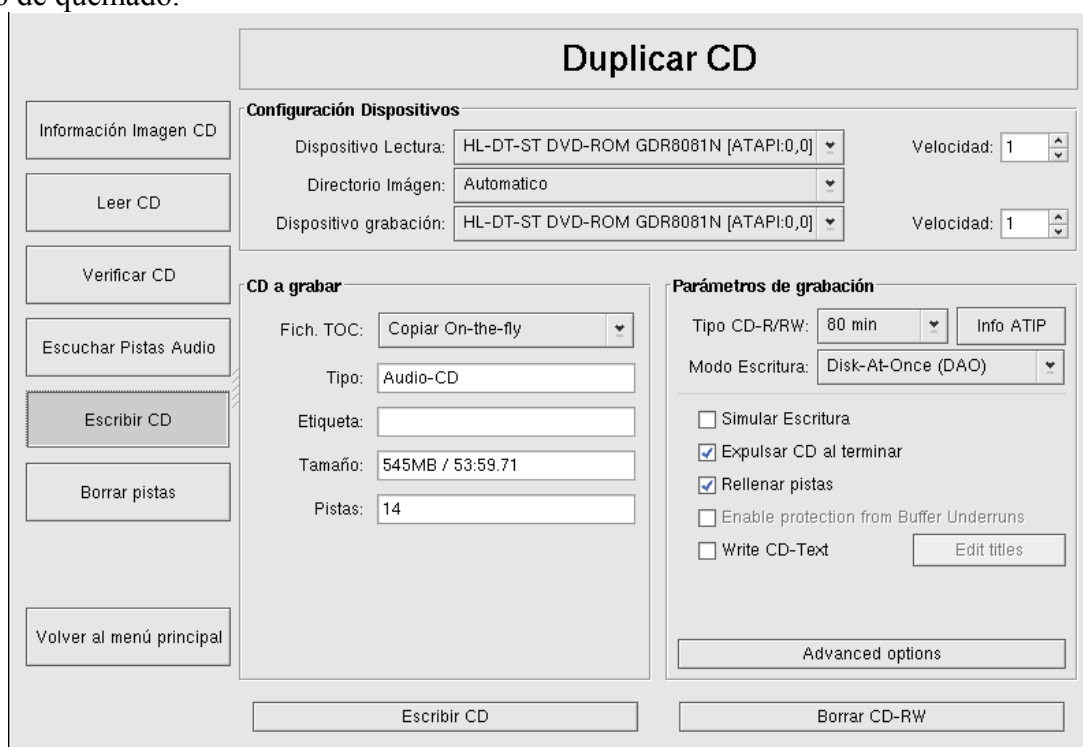 o de quemado.
Duplicar CD
Información Imagen CD
Leer CD
Verificar CD
Escuchar Pistas Audio
Escribir CD
Borrar pistas
Volver al menú principal
Configuración Dispositivos
Dispositivo Lectura: HL-DT-ST DVD-ROM GDR8081N [ATAPI:0,0] Velocidad: 1
Directorio Imágen: Automatico
Dispositivo grabación: HL-DT-ST DVD-ROM GDR8081N [ATAPI:0,0] Velocidad: 1
CD a grabar
Fich. TOC: Copiar On-the-fly
Tipo: Audio-CD
Etiqueta:
Tamaño: 545MB / 53:59.71
Pistas: 14
Parámetros de grabación
Tipo CD-R/RW: 80 min Info ATIP
Modo Escritura: Disk-At-Once (DAO)
Simular Escritura
Expulsar CD al terminar
Rellenar pistas
Enable protection from Buffer Underruns
Write CD-Text Edit titles
Advanced options
Escribir CD
Borrar CD-RW